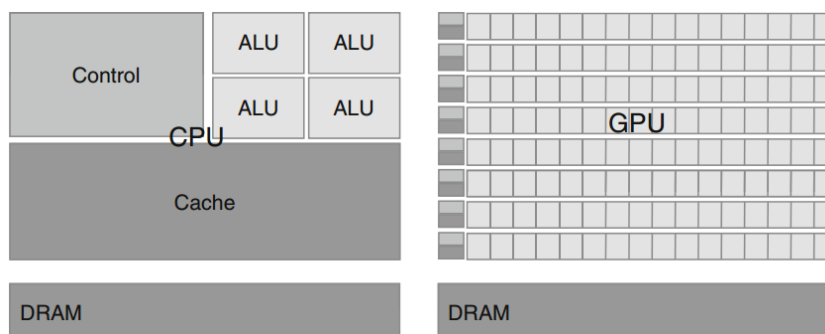 Control
ALU ALU
ALU ALU
CPU
Cache
DRAM
GPU
DRAM